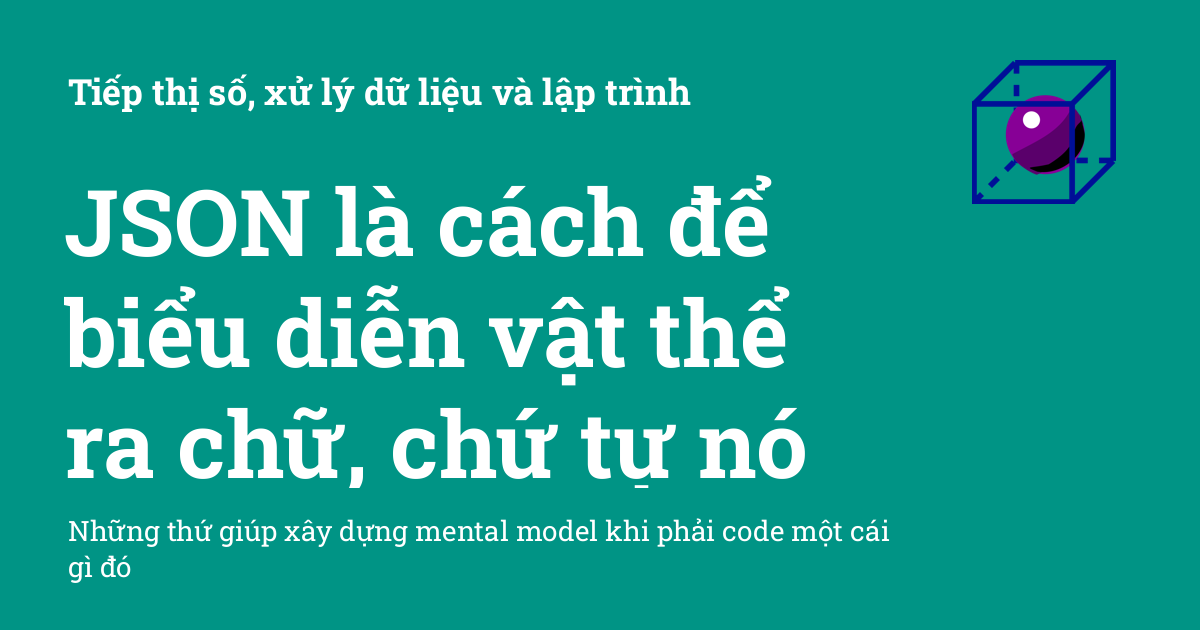 Tiếp thị số, xử lý dữ liệu và lập trình
JSON là cách để
biểu diễn vật thể
ra chữ, chứ tự nó
Những thứ giúp xây dựng mental model khi phải code một cái
gì đó